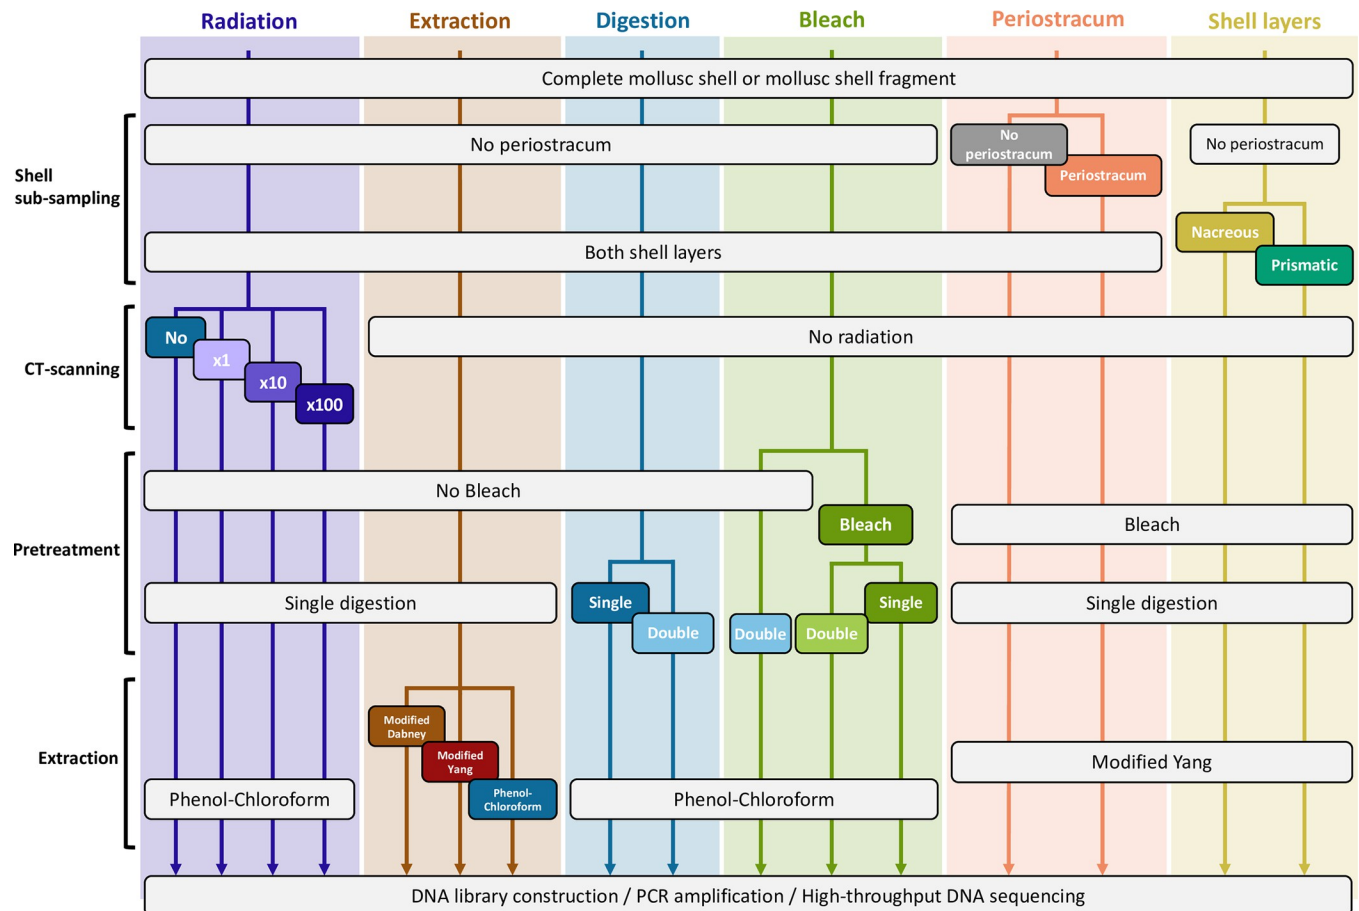 Radiation
Extraction
Digestion
Bleach
Periostracum
Shell layers
Complete mollusc shell or mollusc shell fragment
Shell
sub-sampling
No periostracum
No
periostracum
Periostracum
No periostracum
Both shell layers
Nacreous
Prismatic
CT-scanning
No
x1
x10
x100
No radiation
Pretreatment
No Bleach
Bleach
Bleach
Single digestion
Single
Double
Double
Double
Single
Single digestion
Extraction
Modified
Dabney
Modified
Yang
Phenol-
Chloroform
Phenol-Chloroform
Phenol-Chloroform
Modified Yang
DNA library construction / PCR amplification / High-throughput DNA sequencing